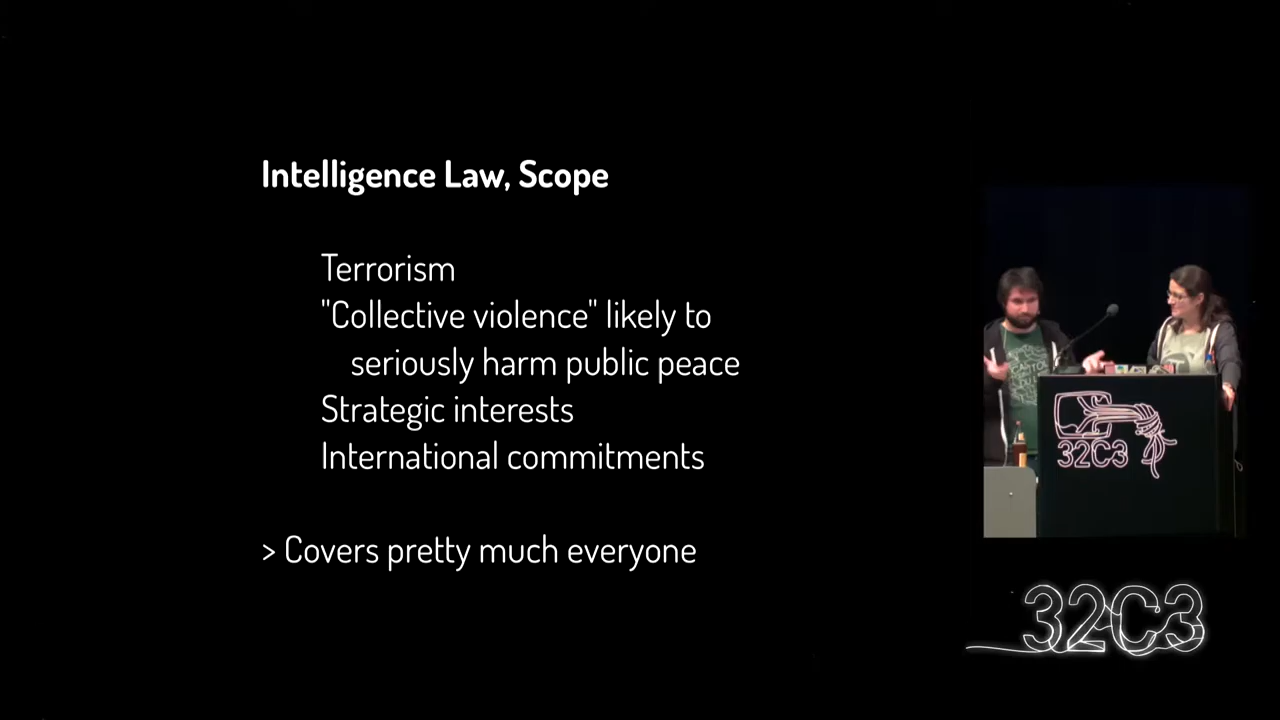 Intelligence Law, Scope
Terrorism
"Collective violence" likely to
seriously harm public peace
Strategic interests
International commitments
> Covers pretty much everyone
32C3
32C3